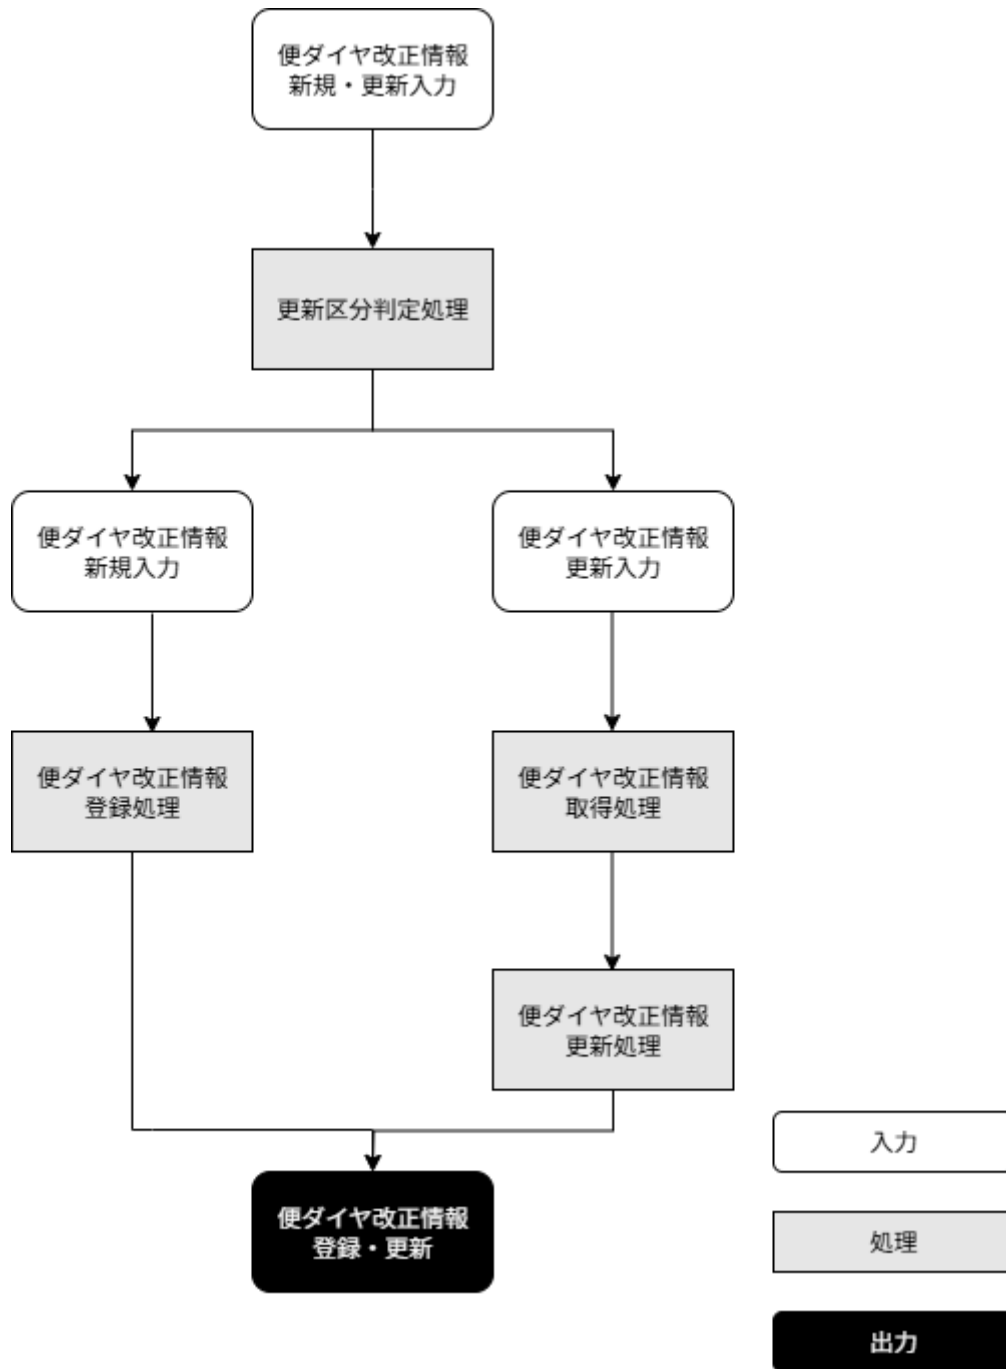 便ダイヤ改正情報
新規・更新入力
更新区分判定処理
便ダイヤ改正情報
新規入力
便ダイヤ改正情報
更新入力
便ダイヤ改正情報
登録処理
便ダイヤ改正情報
取得処理
便ダイヤ改正情報
更新処理
便ダイヤ改正情報
登録・更新
入力
処理
出力